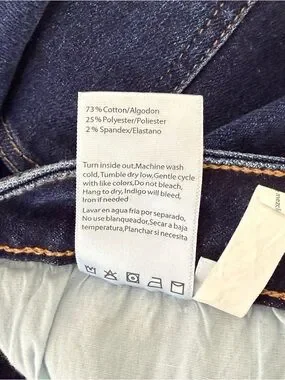 73% Cotton/Algodon
25% Polyester/Poliester
2% Spandex/Elastano
Turn inside out,Machine wash
cold,Tumble dry low,Gentle cycle
with like colors,Do not bleach,
Hang to dry, Indigo will bleed,
Iron if needed
Lavar en agua fria por separado,
No use blanqueador,Secar a baja
temperatura,Planchar si necesita